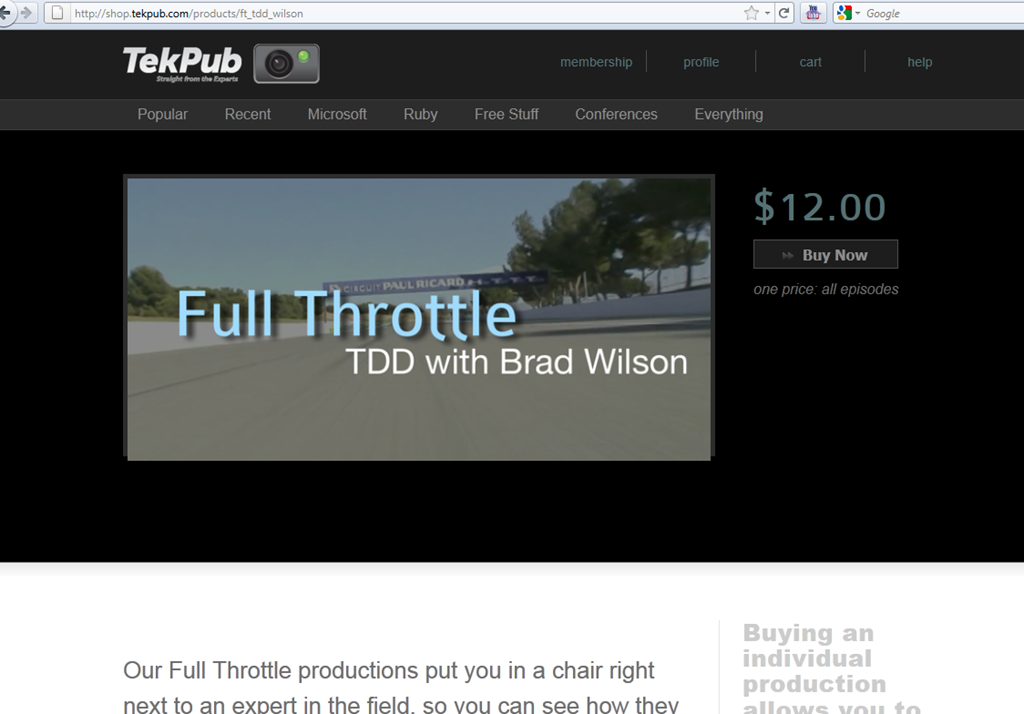 http://shop.tekpub.com/products/ft_tdd_wilson
Google
TekPub
Straight from the Experts
membership
profile
cart
help
Popular
Recent
Microsoft
Ruby
Free Stuff
Conferences
Everything
CIRCUIT PAUL RICARD
Full Throttle
TDD with Brad Wilson
$12.00
Buy Now
one price: all episodes
Our Full Throttle productions put you in a chair right
next to an expert in the field, so you can see how they
Buying an
individual
production
allows you to